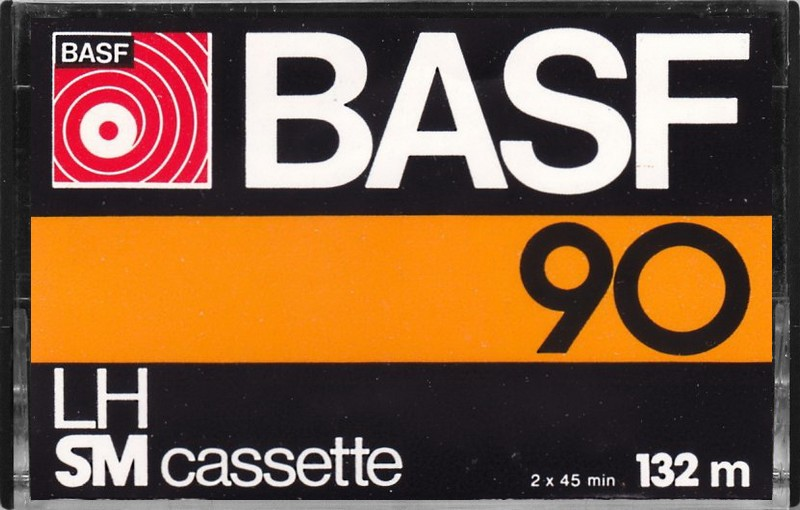 BASF
BASF
90
LH
SM cassette
2 x 45 min 132 m